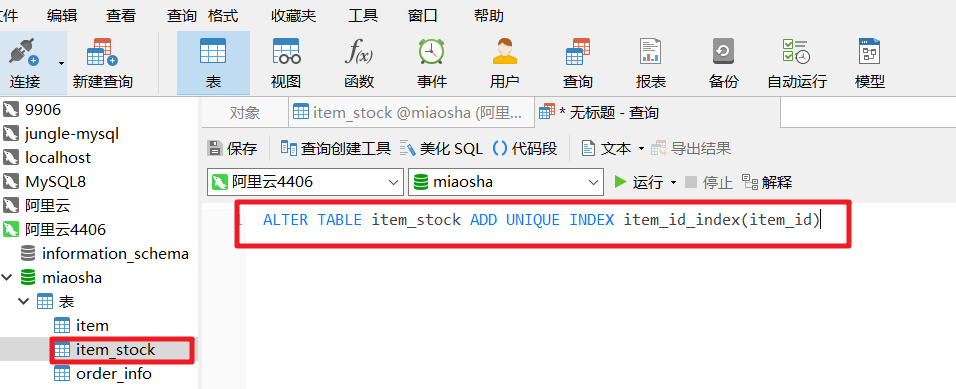 文件 编辑 查看 查询 格式 收藏夹 工具 窗口 帮助
连接 新建查询 表 视图 f(x) 函数 事件 用户 查询 报表 备份 自动运行 模型
9906
jungle-mysql
localhost
MySQL8
阿里云
阿里云4406
information_schema
miaosha
表
item
item_stock
order_info
对象 item_stock @miaosha (阿里... * 无标题 - 查询
保存 查询创建工具 美化 SQL () 代码段 文本 导出结果
阿里云4406 miaosha 运行 停止 解释
1 ALTER TABLE item_stock ADD UNIQUE INDEX item_id_index(item_id)